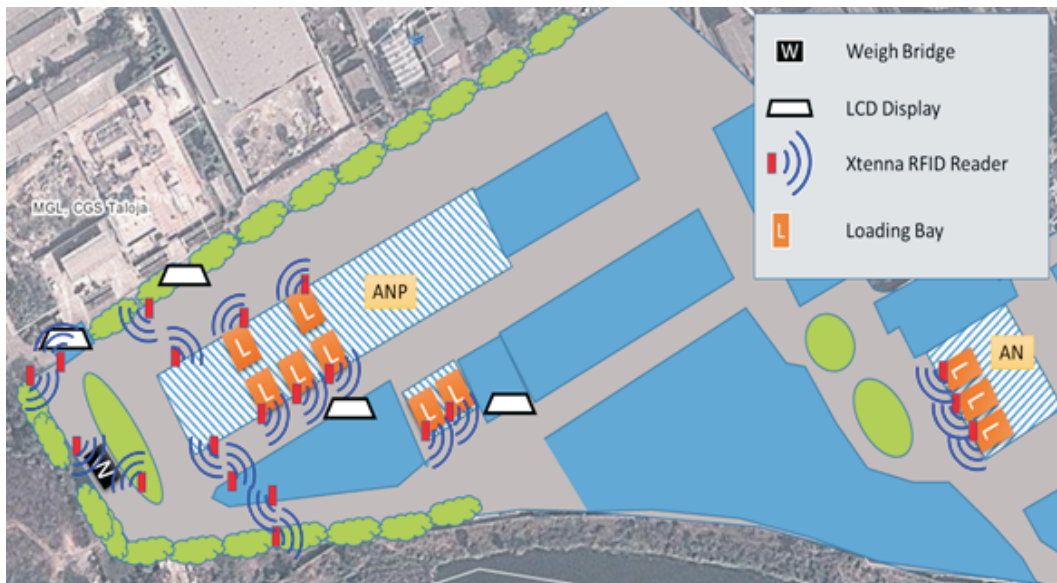 W Weigh Bridge
LCD Display
Xtenna RFID Reader
L Loading Bay
MGL, CGS Taloja
ANP
L
L
L
L
L
AN
L
L
L
L
L
W